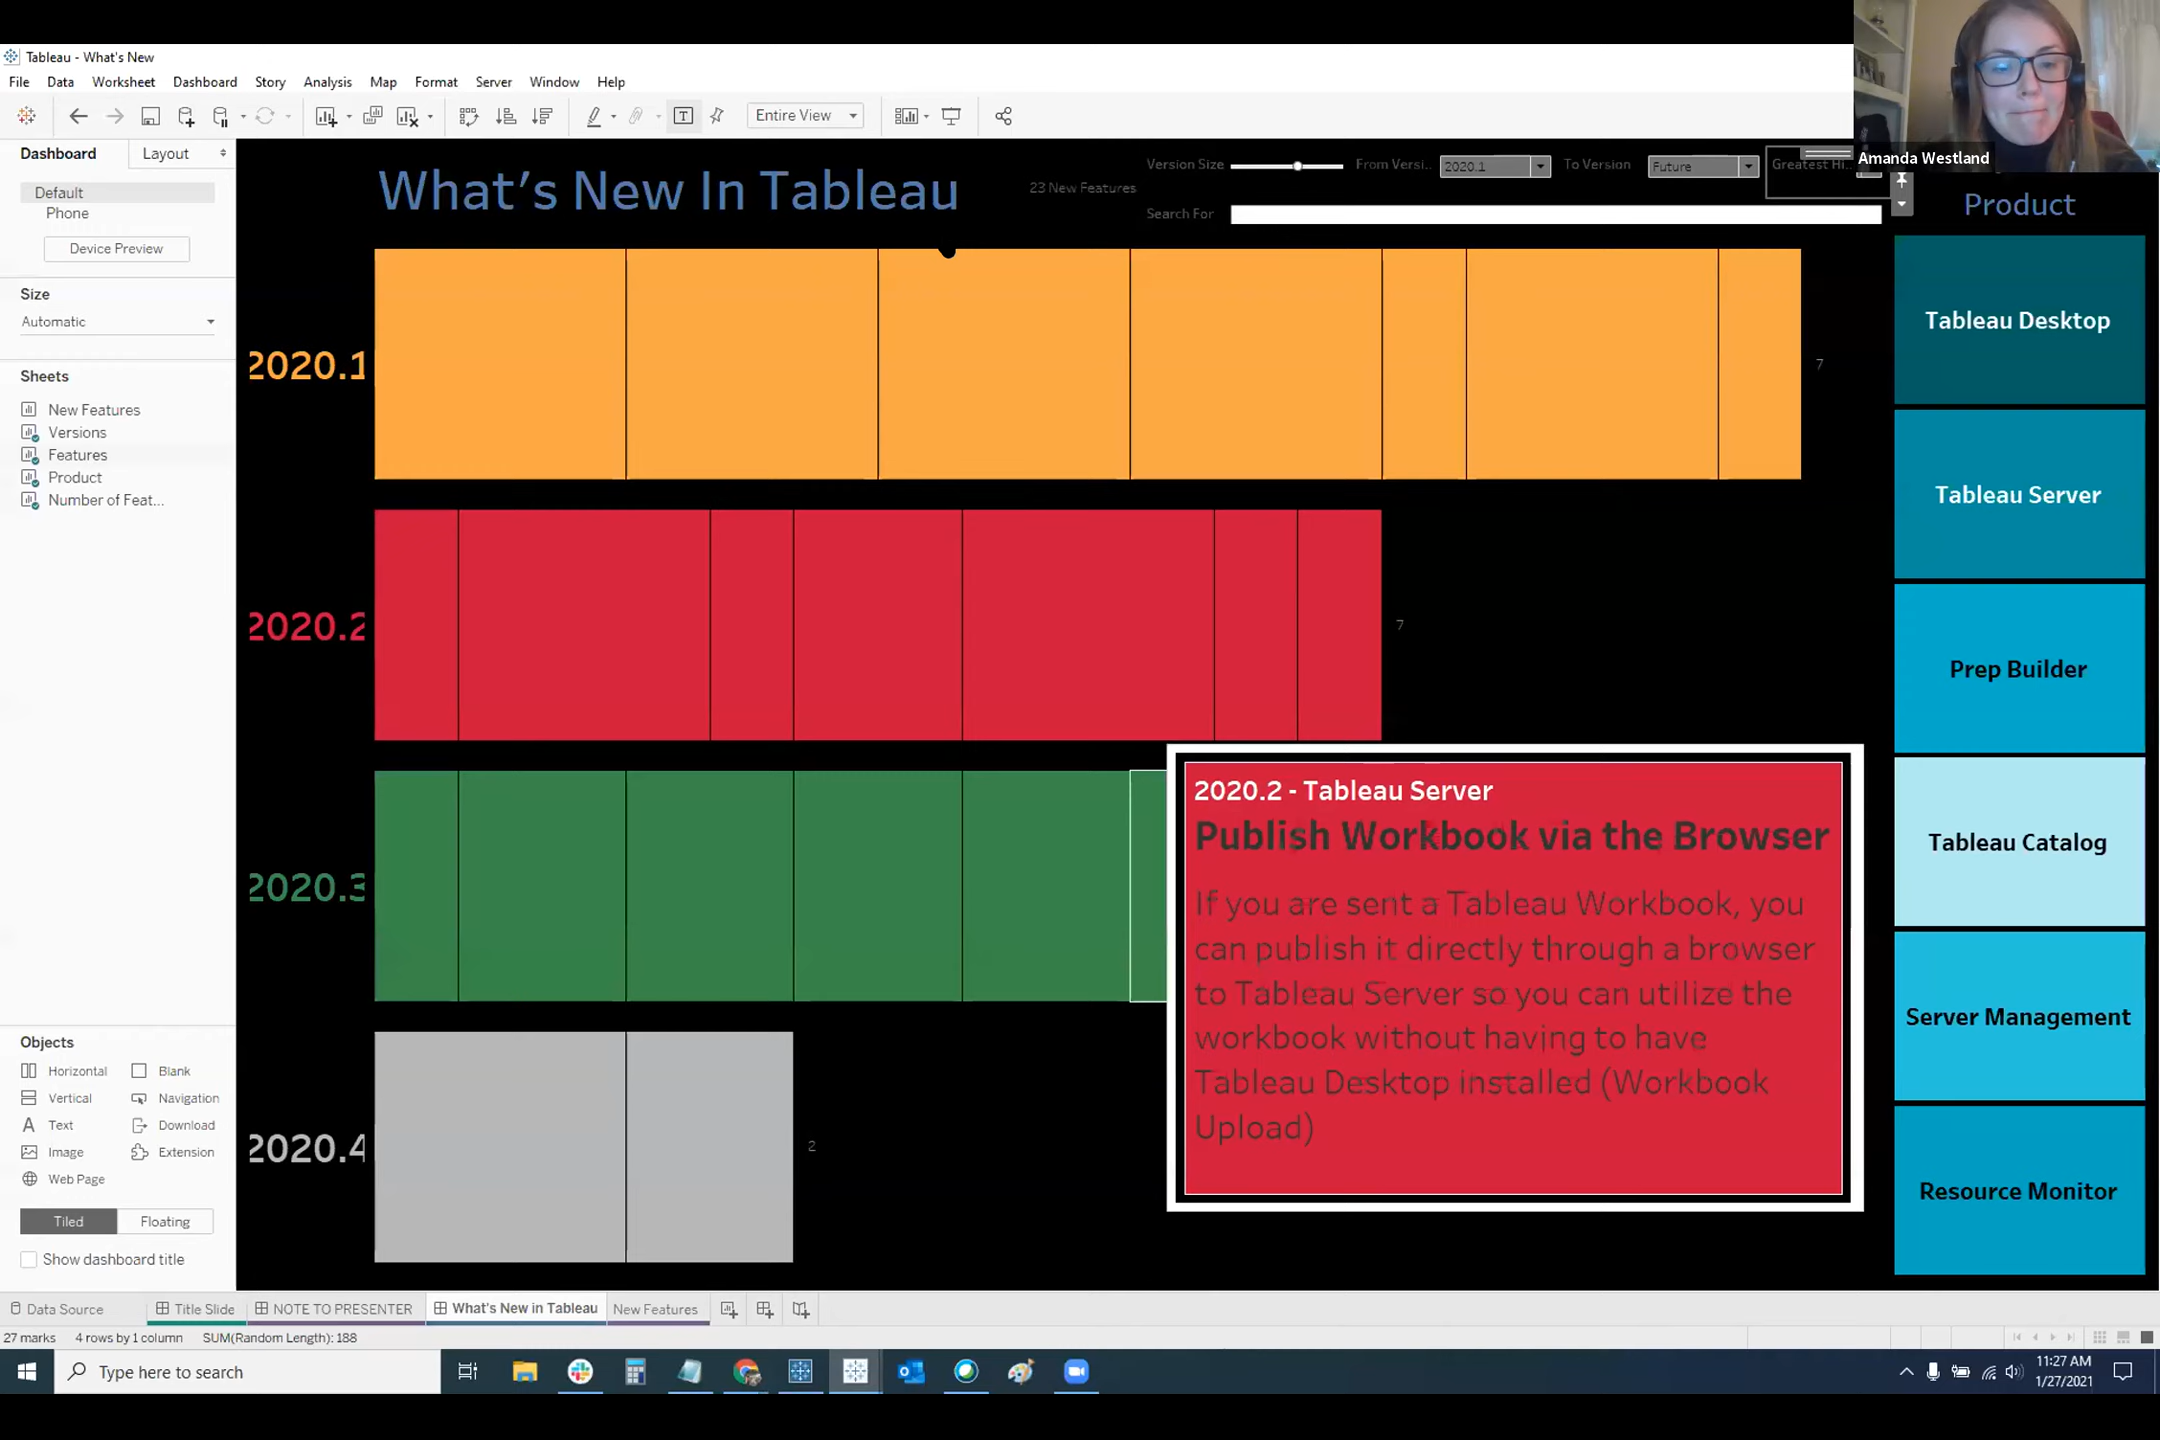 Tableau - What's New
File Data Worksheet Dashboard Story Analysis Map Format Server Window Help
Entire View
Amanda Westland
Dashboard Layout
Default
Phone
Device Preview
Size
Automatic
Sheets
New Features
Versions
Features
Product
Number of Feat...
Objects
Horizontal Blank
Vertical Navigation
Text Download
Image Extension
Web Page
Tiled Floating
Show dashboard title
What's New In Tableau
23 New Features
Version Size From Versi.. 2020.1 To Version Future Greatest Hi..
Search For
Product
2020.1
7
2020.2
7
2020.3
2020.4
2
2020.2 - Tableau Server
Publish Workbook via the Browser
If you are sent a Tableau Workbook, you
can publish it directly through a browser
to Tableau Server so you can utilize the
workbook without having to have
Tableau Desktop installed (Workbook
Upload)
Tableau Desktop
Tableau Server
Prep Builder
Tableau Catalog
Server Management
Resource Monitor
Data Source Title Slide NOTE TO PRESENTER What's New in Tableau New Features
27 marks 4 rows by 1 column SUM(Random Length): 188
Type here to search
11:27 AM
1/27/2021